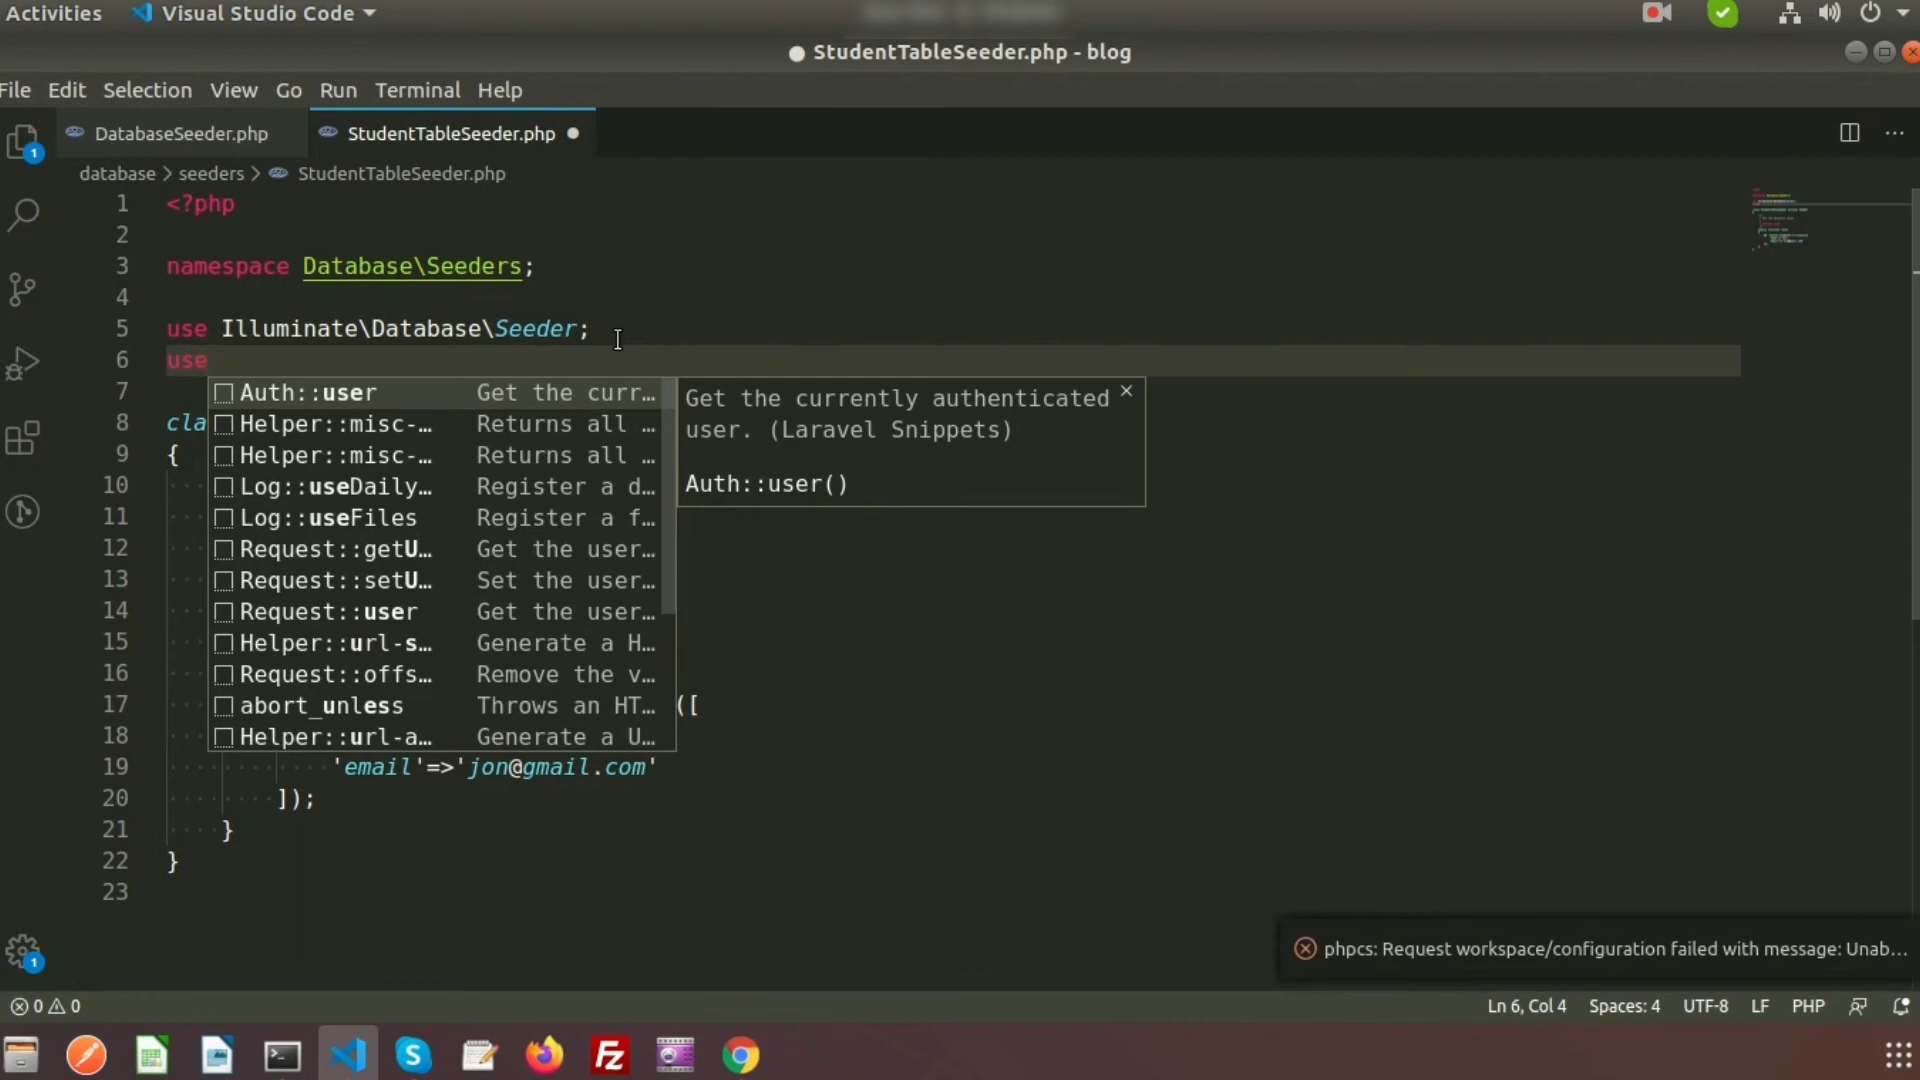 Activities
Visual Studio Code
StudentTableSeeder.php - blog
File Edit Selection View Go Run Terminal Help
DatabaseSeeder.php
StudentTableSeeder.php
database > seeders > StudentTableSeeder.php
1 <?php
2
3 namespace Database\Seeders;
4
5 use Illuminate\Database\Seeder;
6 use
7 Auth::user Get the curr...
8 cla Helper::misc-... Returns all ...
9 { Helper::misc-... Returns all ...
10 Log::useDaily... Register a d...
11 Log::useFiles Register a f...
12 Request::getU... Get the user...
13 Request::setU... Set the user...
14 Request::user Get the user...
15 Helper::url-s... Generate a H...
16 Request::offs... Remove the v...
17 abort_unless Throws an HT... ([
18 Helper::url-a... Generate a U...
Get the currently authenticated
user. (Laravel Snippets)
Auth::user()
19 'email'=>'jon@gmail.com'
20 ]);
21 }
22 }
23
1
1
phpcs: Request workspace/configuration failed with message: Unab...
0 0
Ln 6, Col 4 Spaces: 4 UTF-8 LF PHP